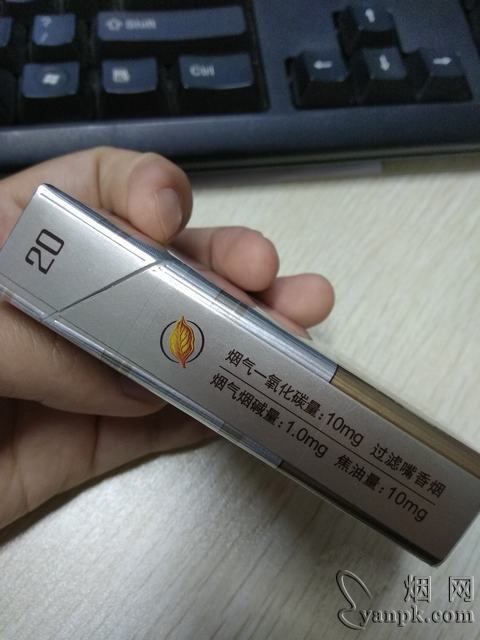 ?
/
Shift
Ctrl
20
烟气一氧化碳量:10mg 过滤嘴香烟
烟气烟碱量:1.0mg 焦油量:10mg
烟网
yanpk.com